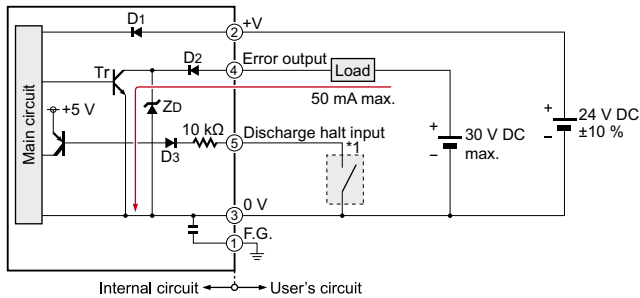 D1
2
+V
D2
4
Error output
Load
Tr
50 mA max.
Main circuit
+5 V
ZD
24 V DC
±10 %
+
−
10 kΩ
D3
5
Discharge halt input
*1
+
−
30 V DC
max.
3
0 V
1
F.G.
Internal circuit
User's circuit